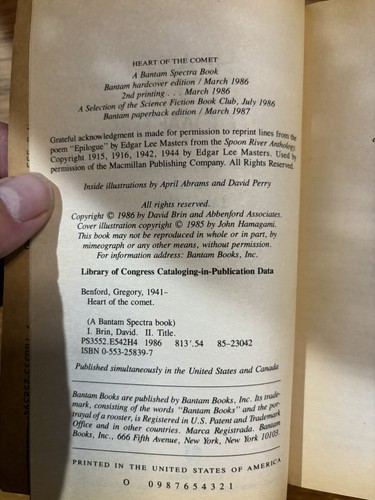 HEART OF THE COMET
A Bantam Spectra Book
Bantam hardcover edition / March 1986
2nd printing . . . March 1986
A Selection of the Science Fiction Book Club, July 1986
Bantam paperback edition / March 1987
Grateful acknowledgment is made for permission to reprint lines from the
poem "Epilogue" by Edgar Lee Masters from the Spoon River Anthology.
Copyright 1915, 1916, 1942, 1944 by Edgar Lee Masters. Used by
permission of the Macmillan Publishing Company. All Rights Reserved.
Inside illustrations by April Abrams and David Perry
All rights reserved.
Copyright © 1986 by David Brin and Abbenford Associates.
Cover illustration copyright © 1985 by John Hamagami.
This book may not be reproduced in whole or in part, by
mimeograph or any other means, without permission.
For information address: Bantam Books, Inc.
Library of Congress Cataloging-in-Publication Data
Benford, Gregory, 1941–
Heart of the comet.
(A Bantam Spectra book)
I. Brin, David. II. Title.
PS3552.E542H4 1986 813'.54 85-23042
ISBN 0-553-25839-7
Published simultaneously in the United States and Canada
Bantam Books are published by Bantam Books, Inc. Its trade-
mark, consisting of the words "Bantam Books" and the por-
trayal of a rooster, is Registered in U.S. Patent and Trademark
Office and in other countries. Marca Registrada. Bantam
Books, Inc., 666 Fifth Avenue, New York, New York 10103.
PRINTED IN THE UNITED STATES OF AMERICA
O 0987654321